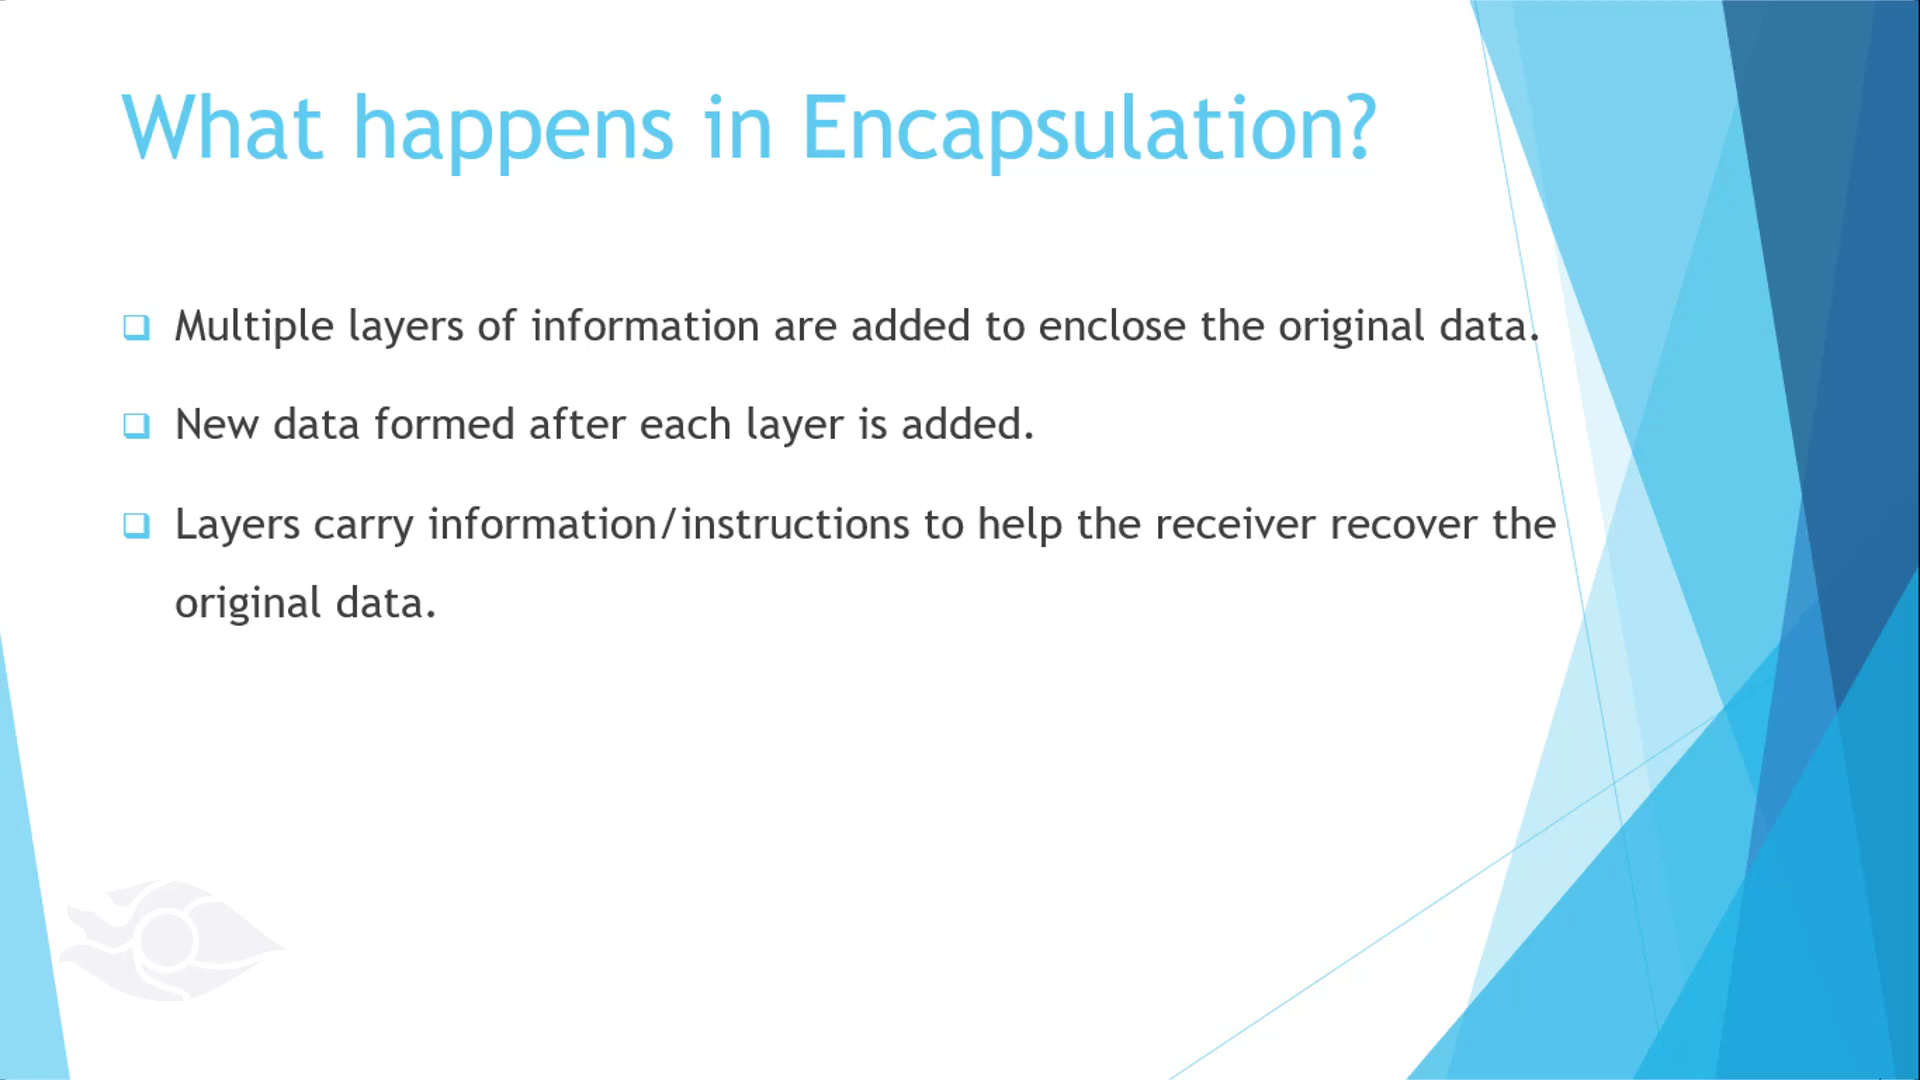 What happens in Encapsulation?
Multiple layers of information are added to enclose the original data.
New data formed after each layer is added.
Layers carry information/instructions to help the receiver recover the
original data.